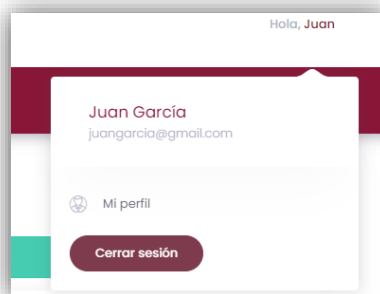 Hola, Juan
Juan García
juangarcia@gmail.com
Mi perfil
Cerrar sesión